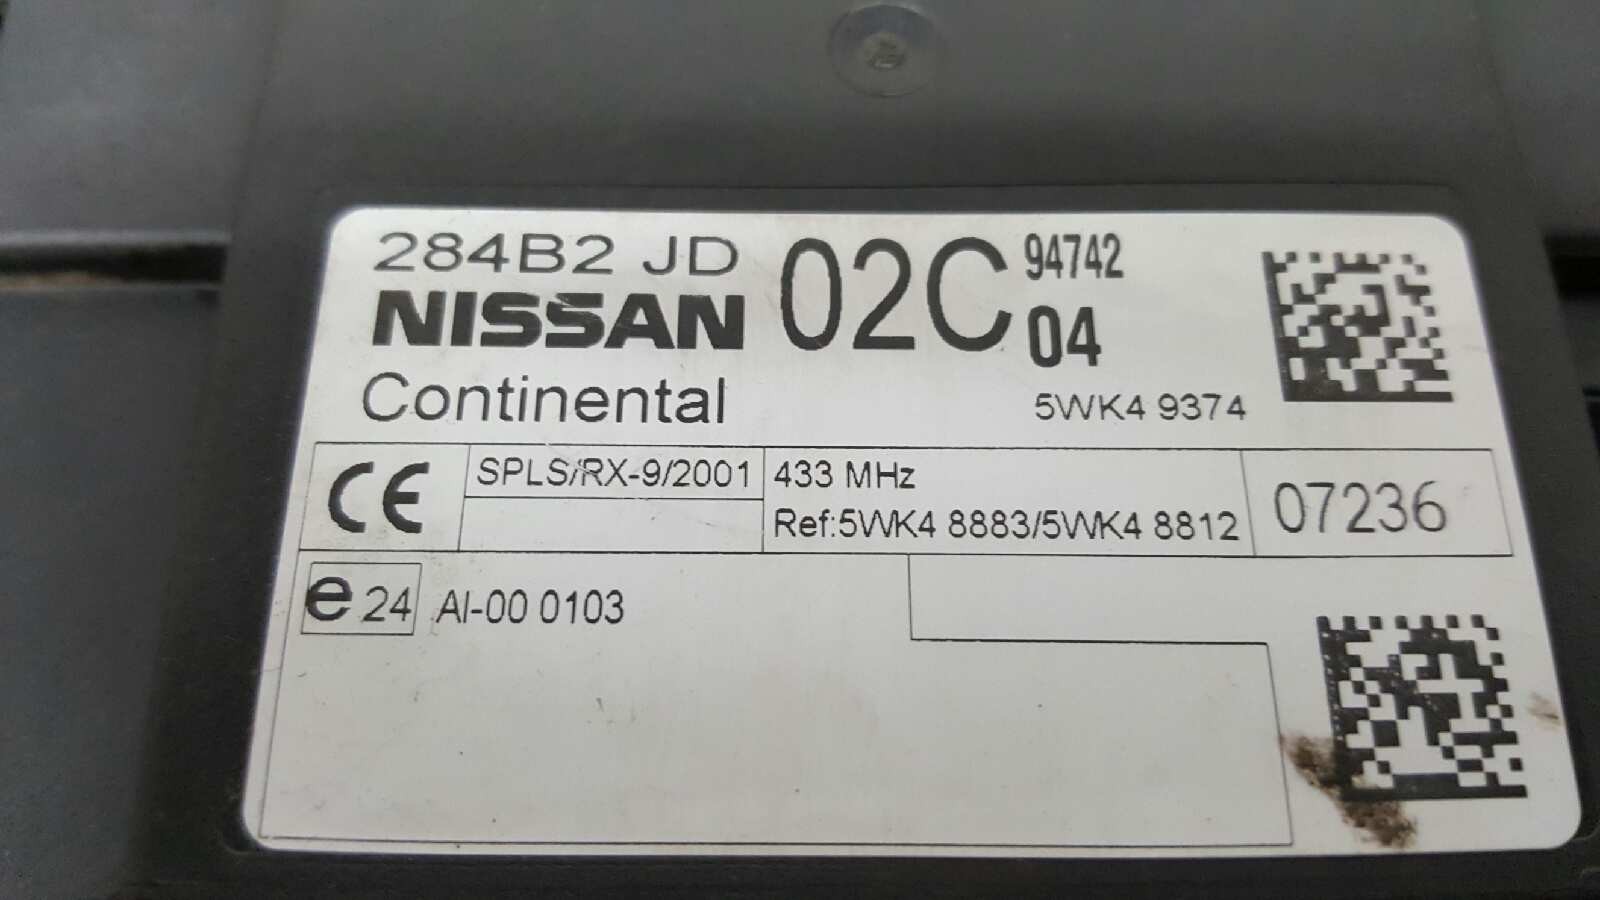 284B2 JD 02C 94742
NISSAN 04
Continental 5WK4 9374
CE SPLS/RX-9/2001 433 MHz
Ref:5WK4 8883/5WK4 8812 07236
e24 AI-00 0103